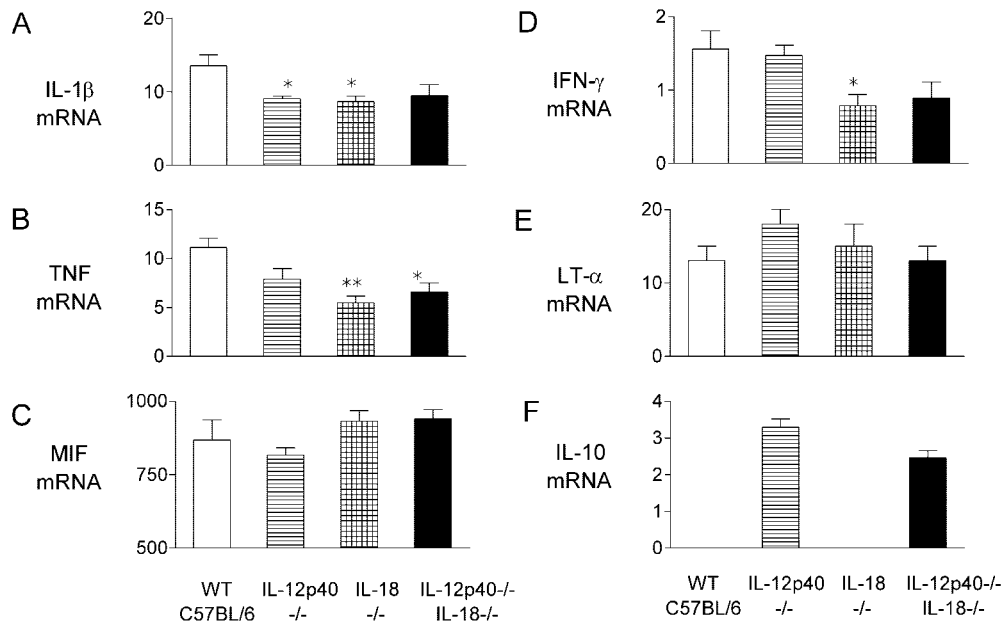 A
IL-1β
mRNA
20
10
0
*
*
B
TNF
mRNA
15
10
5
0
**
*
C
MIF
mRNA
1000
750
500
WT
C57BL/6
IL-12p40
-/-
IL-18
-/-
IL-12p40-/-
IL-18-/-
D
IFN-γ
mRNA
2
1
0
*
E
LT-α
mRNA
20
10
0
F
IL-10
mRNA
4
3
2
1
0
WT
C57BL/6
IL-12p40
-/-
IL-18
-/-
IL-12p40-/-
IL-18-/-